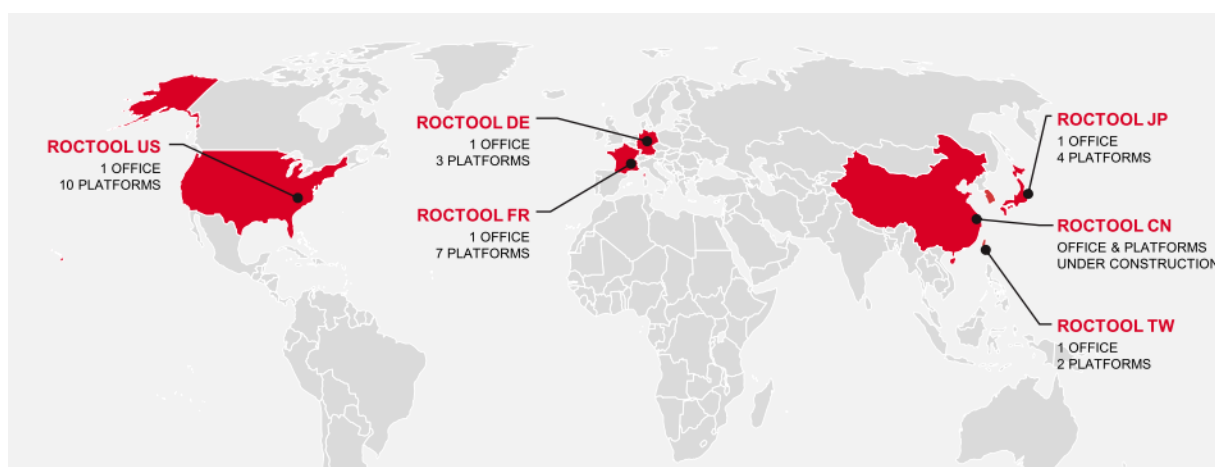 ROCTOOL US
1 OFFICE
10 PLATFORMS
ROCTOOL DE
1 OFFICE
3 PLATFORMS
ROCTOOL FR
1 OFFICE
7 PLATFORMS
ROCTOOL JP
1 OFFICE
4 PLATFORMS
ROCTOOL CN
OFFICE & PLATFORMS
UNDER CONSTRUCTION
ROCTOOL TW
1 OFFICE
2 PLATFORMS